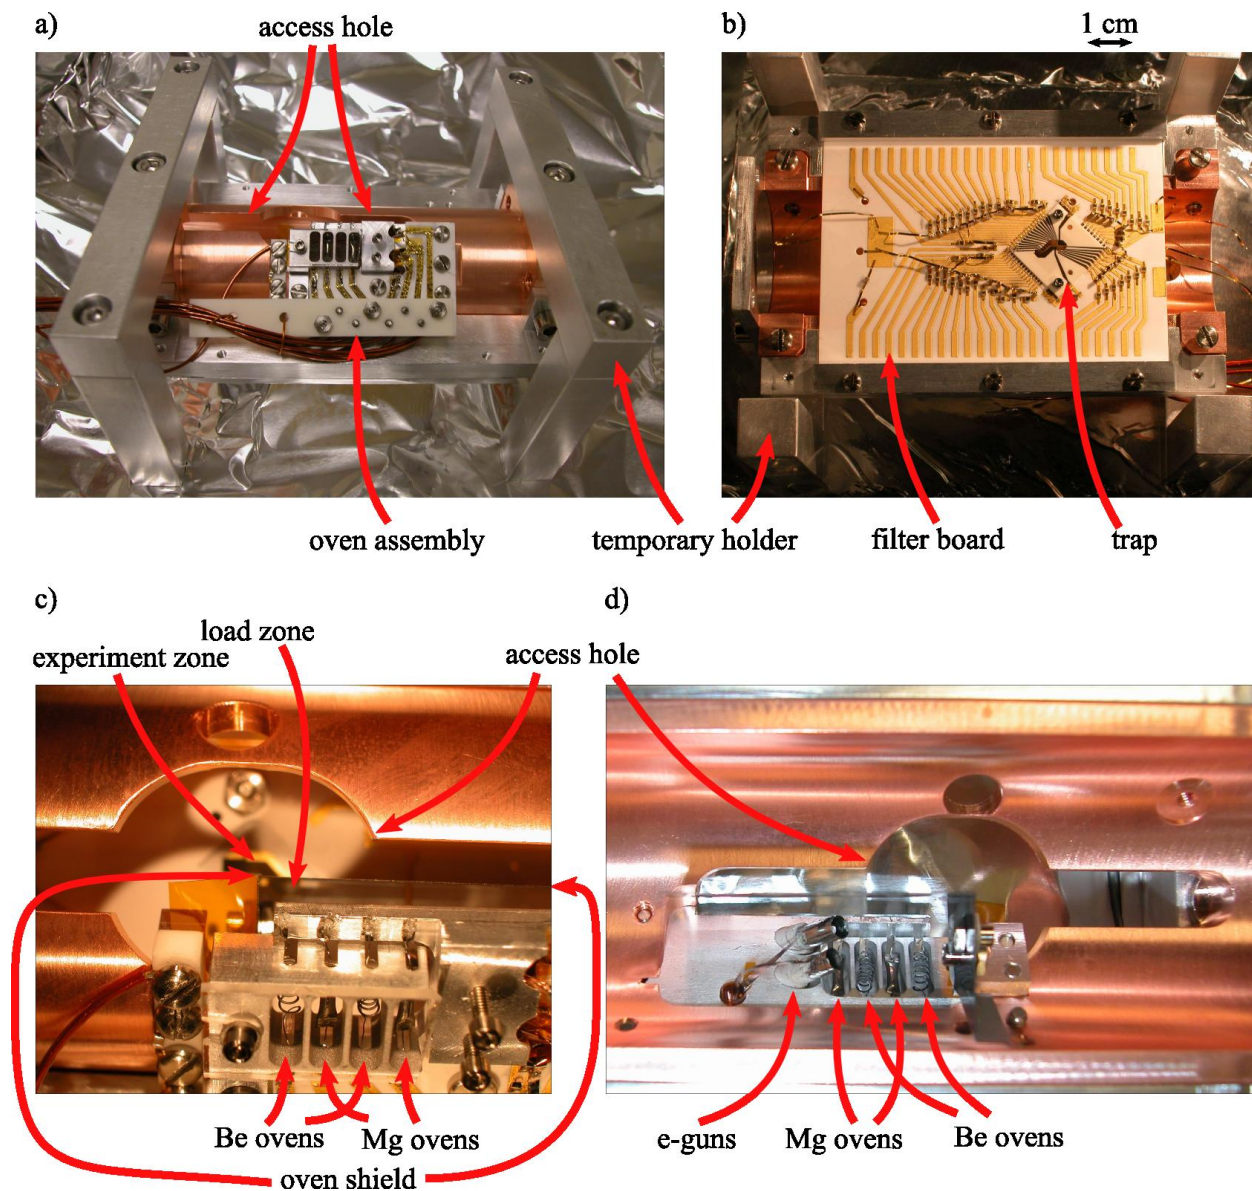 a)
access hole
b)
1 cm
oven assembly
temporary holder
filter board
trap
c)
load zone
experiment zone
access hole
d)
Be ovens
Mg ovens
oven shield
e-guns
Mg ovens
Be ovens